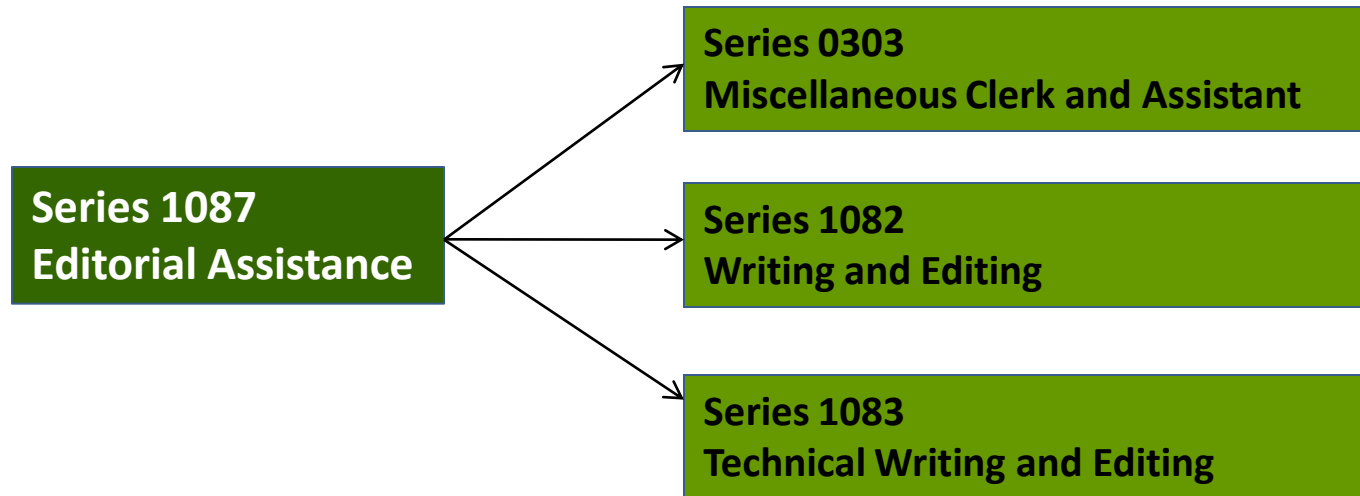 Series 0303
Miscellaneous Clerk and Assistant
Series 1087
Editorial Assistance
Series 1082
Writing and Editing
Series 1083
Technical Writing and Editing